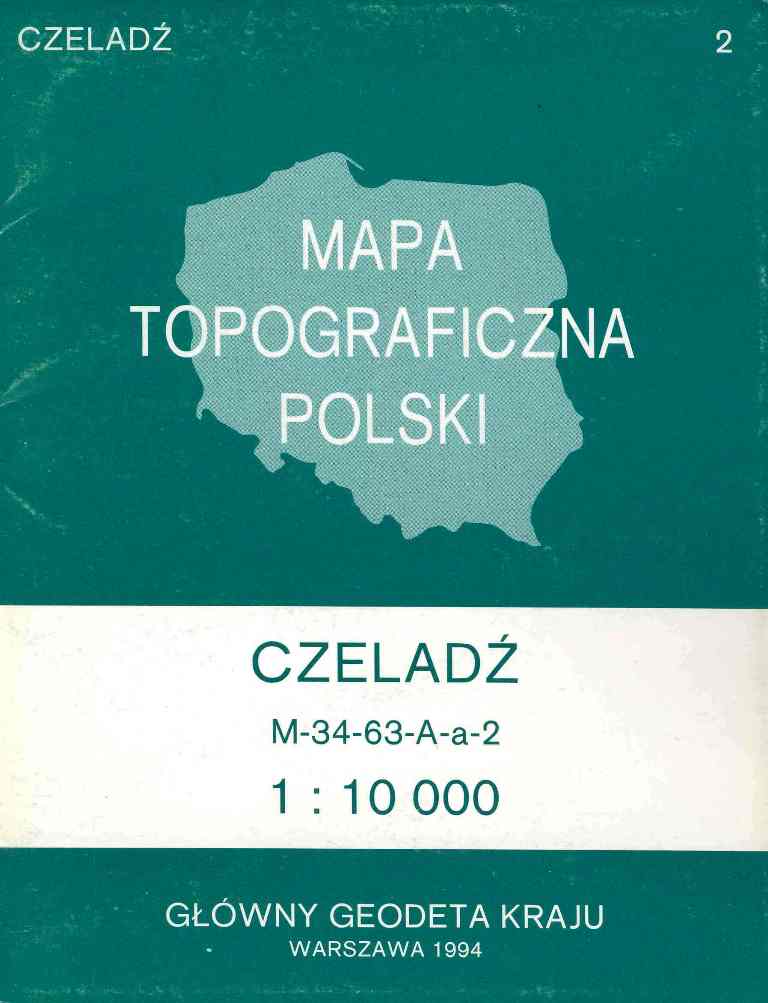 CZELADŹ 2
MAPA
TOPOGRAFICZNA
POLSKI
CZELADŹ
M-34-63-A-a-2
1 : 10 000
GŁÓWNY GEODETA KRAJU
WARSZAWA 1994